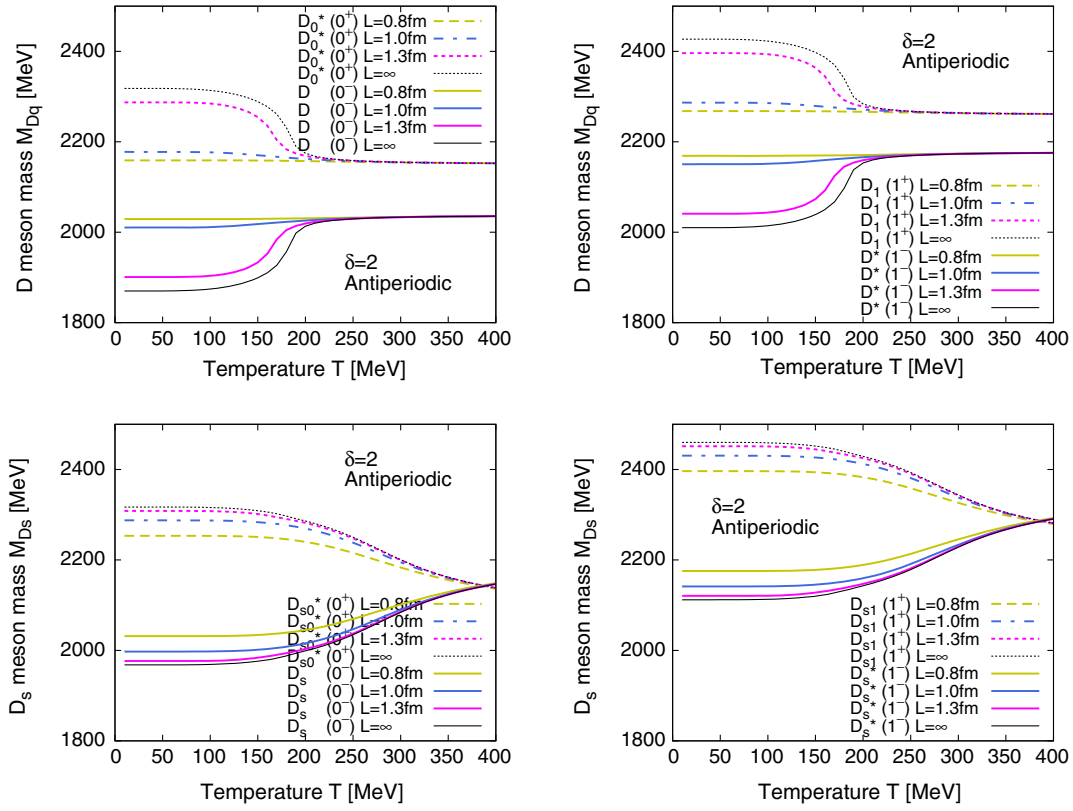 D meson mass M_Dq [MeV]
2400
2200
2000
1800
D0* (0+) L=0.8fm
D0* (0+) L=1.0fm
D0* (0+) L=1.3fm
D0* (0+) L=∞
D (0−) L=0.8fm
D (0−) L=1.0fm
D (0−) L=1.3fm
D (0−) L=∞
δ=2
Antiperiodic
0 50 100 150 200 250 300 350 400
Temperature T [MeV]
D meson mass M_Dq [MeV]
2400
2200
2000
1800
δ=2
Antiperiodic
D1 (1+) L=0.8fm
D1 (1+) L=1.0fm
D1 (1+) L=1.3fm
D1 (1+) L=∞
D* (1−) L=0.8fm
D* (1−) L=1.0fm
D* (1−) L=1.3fm
D* (1−) L=∞
0 50 100 150 200 250 300 350 400
Temperature T [MeV]
Ds meson mass M_Ds [MeV]
2400
2200
2000
1800
δ=2
Antiperiodic
Ds0* (0+) L=0.8fm
Ds0* (0+) L=1.0fm
Ds0* (0+) L=1.3fm
Ds0* (0+) L=∞
Ds (0−) L=0.8fm
Ds (0−) L=1.0fm
Ds (0−) L=1.3fm
Ds (0−) L=∞
0 50 100 150 200 250 300 350 400
Temperature T [MeV]
Ds meson mass M_Ds [MeV]
2400
2200
2000
1800
δ=2
Antiperiodic
Ds1 (1+) L=0.8fm
Ds1 (1+) L=1.0fm
Ds1 (1+) L=1.3fm
Ds1 (1+) L=∞
Ds* (1−) L=0.8fm
Ds* (1−) L=1.0fm
Ds* (1−) L=1.3fm
Ds* (1−) L=∞
0 50 100 150 200 250 300 350 400
Temperature T [MeV]